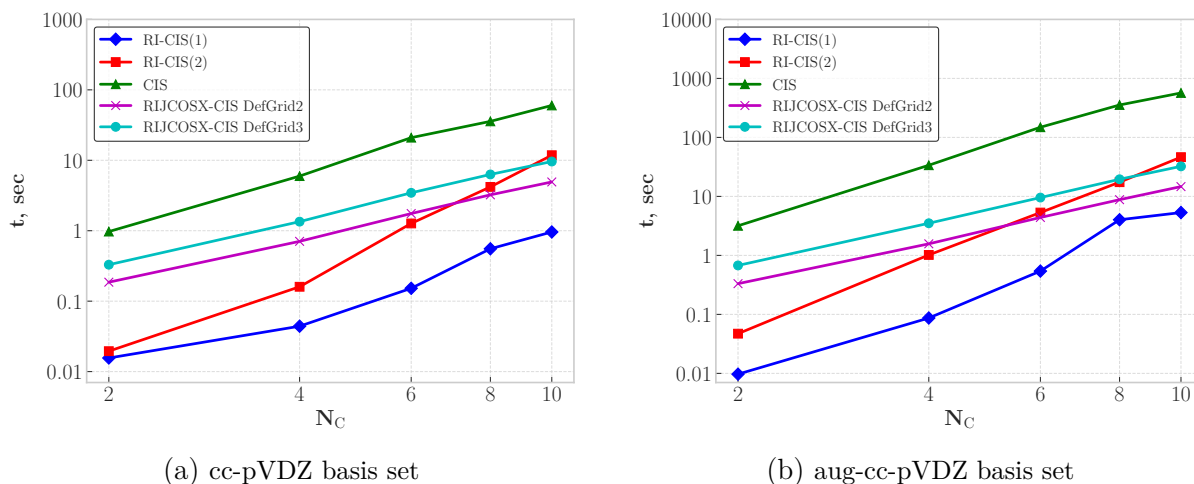 1000
100
10
1
0.1
0.01
t, sec
RI-CIS(1)
RI-CIS(2)
CIS
RIJCOSX-CIS DefGrid2
RIJCOSX-CIS DefGrid3
2 4 6 8 10
N_C
(a) cc-pVDZ basis set
10000
1000
100
10
1
0.1
0.01
t, sec
RI-CIS(1)
RI-CIS(2)
CIS
RIJCOSX-CIS DefGrid2
RIJCOSX-CIS DefGrid3
2 4 6 8 10
N_C
(b) aug-cc-pVDZ basis set